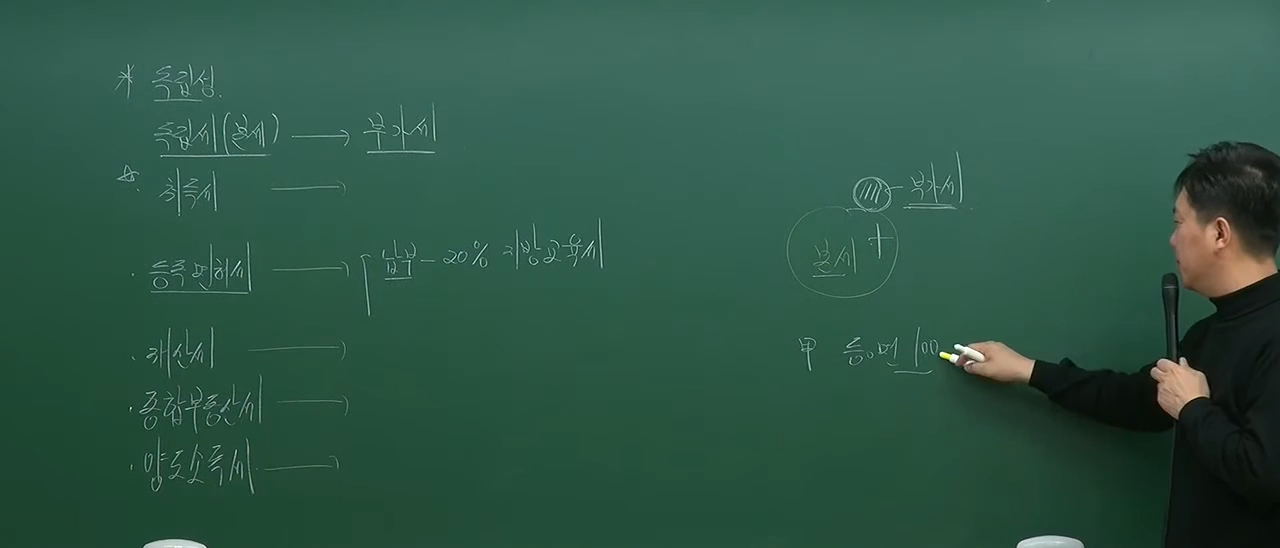 * 독립성.
독립세(본세) → 부가세
☆ 취득세 →
· 등록면허세 → 납부 - 20% 지방교육세
· 재산세 →
· 종합부동산세 →
· 양도소득세 →
부가세
본세 +
甲 등.면 100